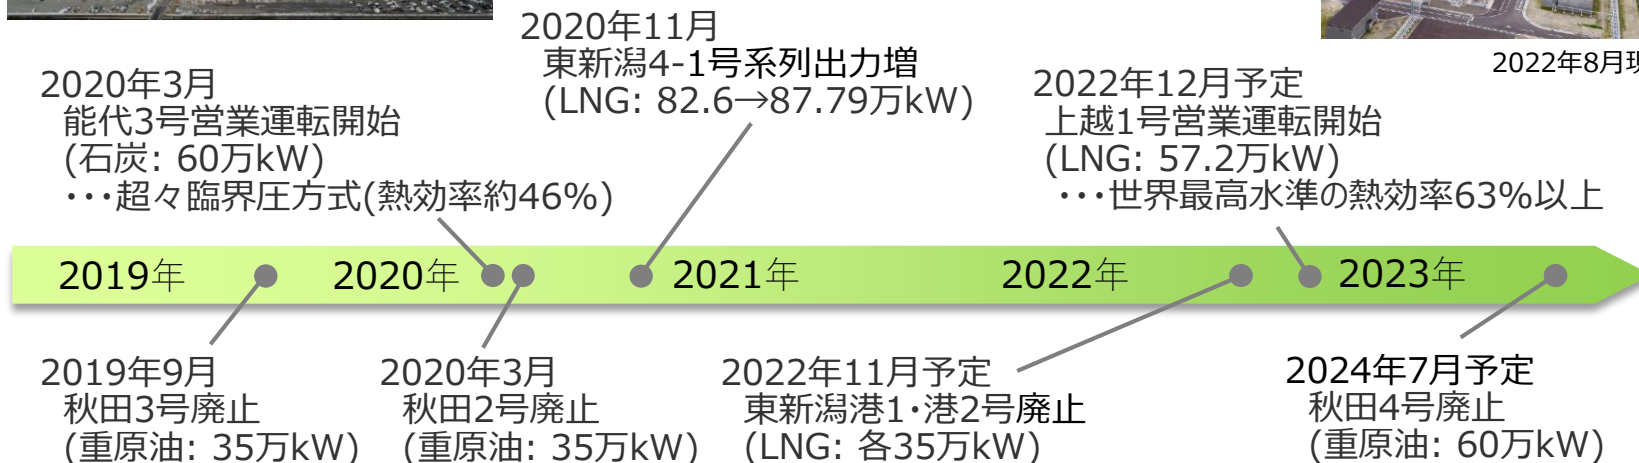 2020年11月
東新潟4-1号系列出力増
(LNG: 82.6→87.79万kW)
2022年8月現
2020年3月
能代3号営業運転開始
(石炭: 60万kW)
･･･超々臨界圧方式(熱効率約46%)
2022年12月予定
上越1号営業運転開始
(LNG: 57.2万kW)
･･･世界最高水準の熱効率63%以上
2019年
2020年
2021年
2022年
2023年
2019年9月
秋田3号廃止
(重原油: 35万kW)
2020年3月
秋田2号廃止
(重原油: 35万kW)
2022年11月予定
東新潟港1･港2号廃止
(LNG: 各35万kW)
2024年7月予定
秋田4号廃止
(重原油: 60万kW)